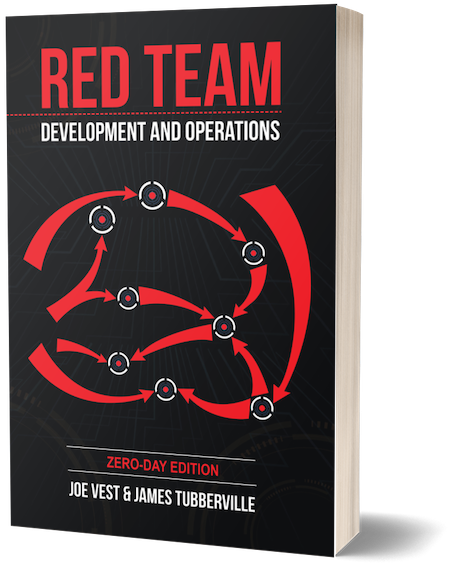 RED TEAM
DEVELOPMENT AND OPERATIONS
ZERO-DAY EDITION
JOE VEST & JAMES TUBBERVILLE